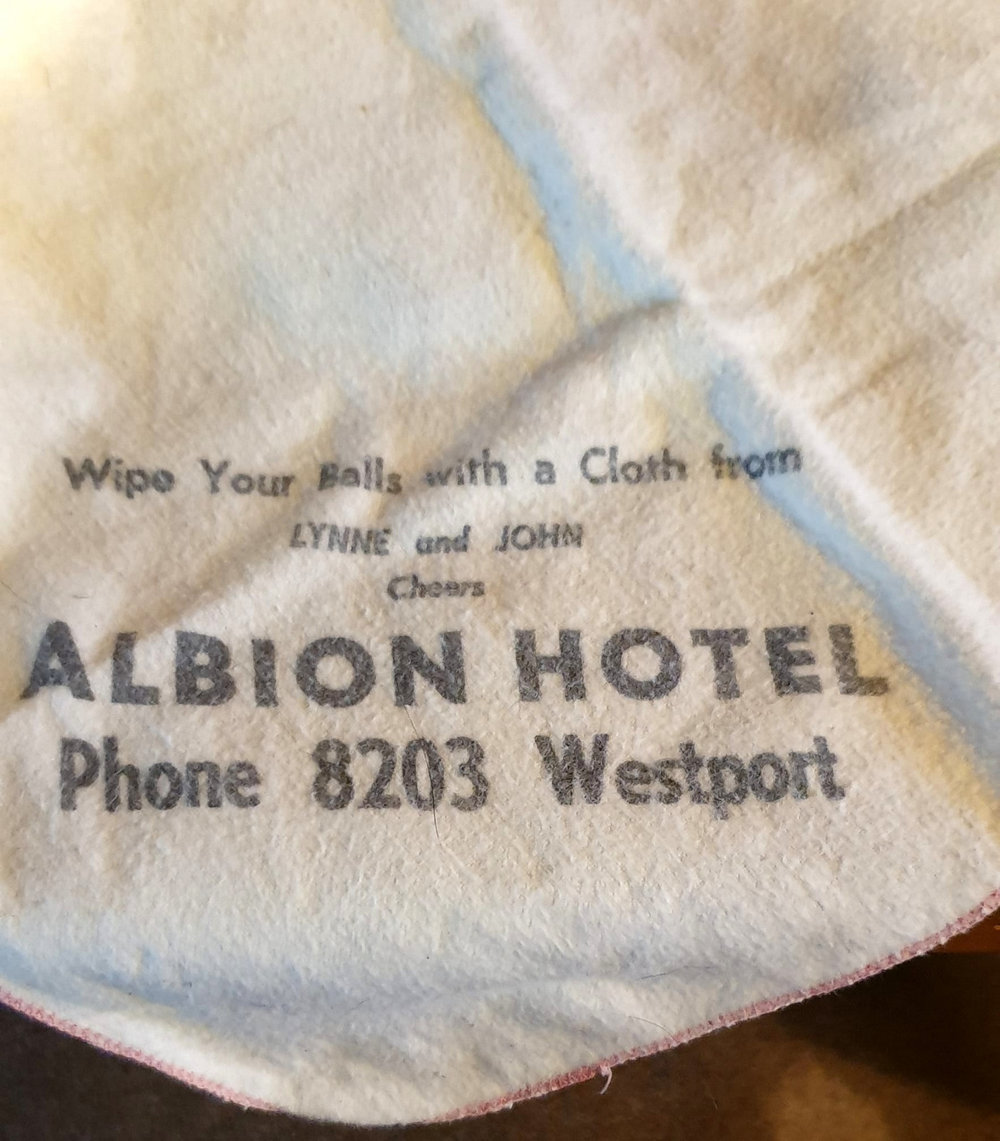 Wipe Your Balls with a Cloth from
LYNNE and JOHN
Cheers
ALBION HOTEL
Phone 8203 Westport